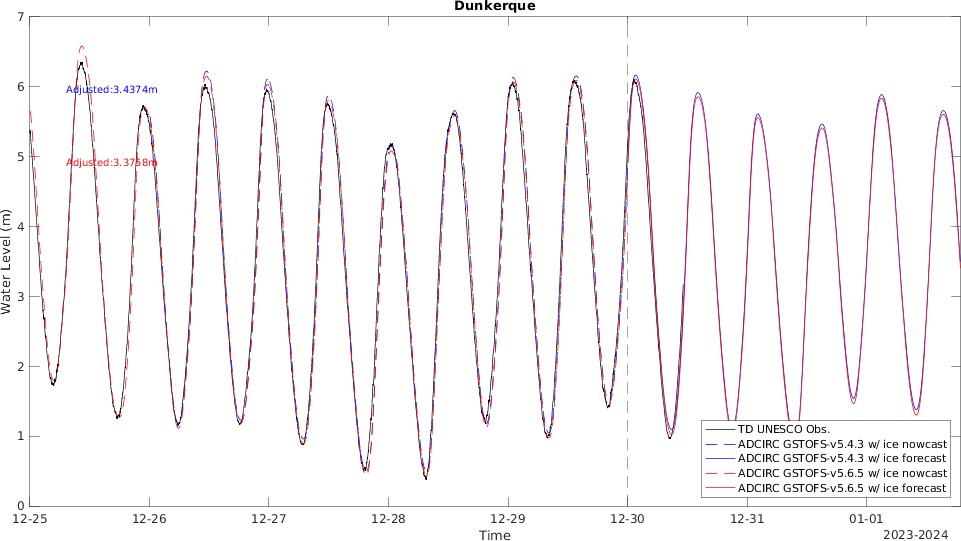 Dunkerque
7
6
5
4
3
2
1
0
Water Level (m)
Adjusted:3.4374m
Adjusted:3.3758m
TD UNESCO Obs.
ADCIRC GSTOFS-v5.4.3 w/ ice nowcast
ADCIRC GSTOFS-v5.4.3 w/ ice forecast
ADCIRC GSTOFS-v5.6.5 w/ ice nowcast
ADCIRC GSTOFS-v5.6.5 w/ ice forecast
12-25 12-26 12-27 12-28 12-29 12-30 12-31 01-01
Time
2023-2024